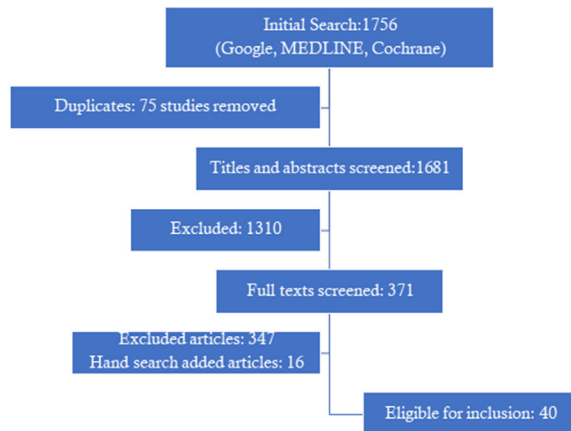 Initial Search:1756
(Google, MEDLINE, Cochrane)
Duplicates: 75 studies removed
Titles and abstracts screened:1681
Excluded: 1310
Full texts screened: 371
Excluded articles: 347
Hand search added articles: 16
Eligible for inclusion: 40